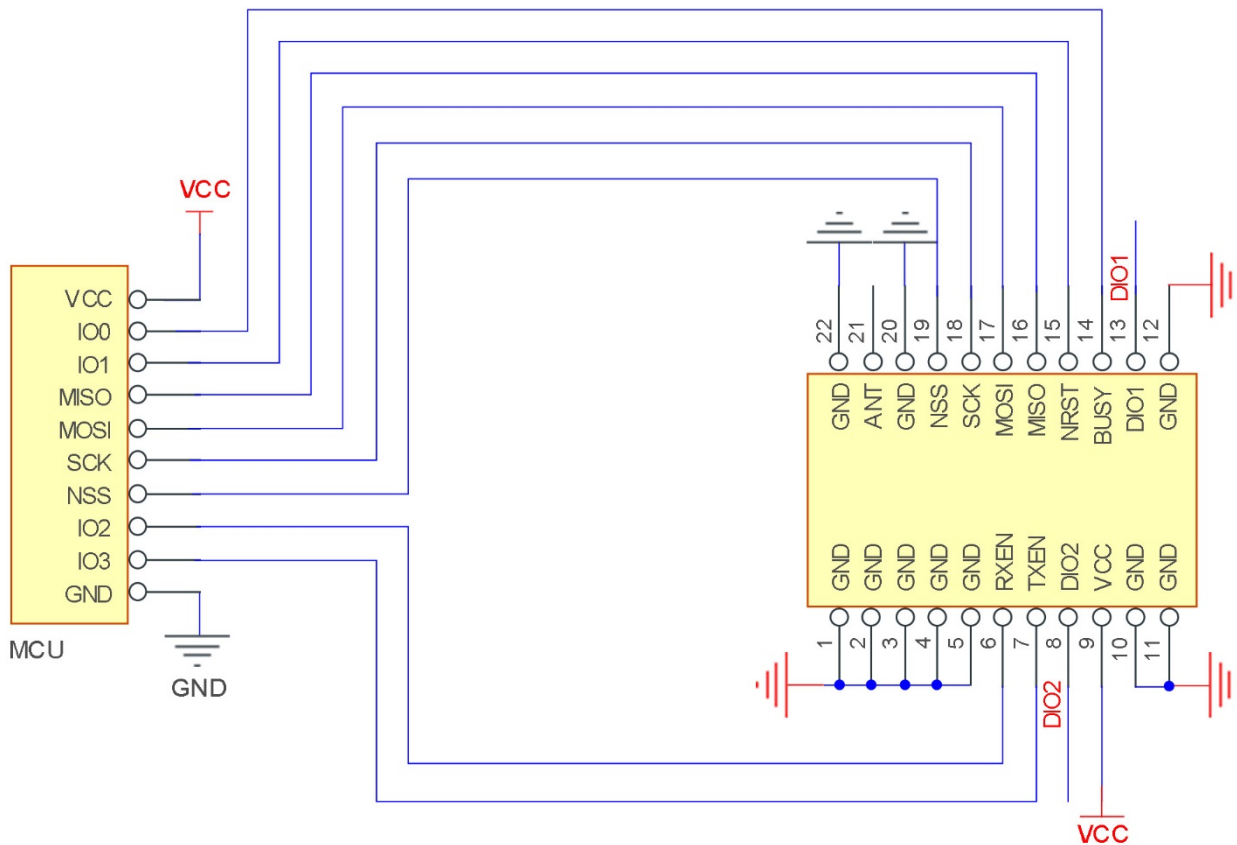 VCC
VCC
IO0
IO1
MISO
MOSI
SCK
NSS
IO2
IO3
GND
MCU
GND
22 21 20 19 18 17 16 15 14 13 12
DIO1
GND ANT GND NSS SCK MOSI MISO NRST BUSY DIO1 GND
GND GND GND GND GND RXEN TXEN DIO2 VCC GND GND
1 2 3 4 5 6 7 8 9 10 11
DIO2
VCC